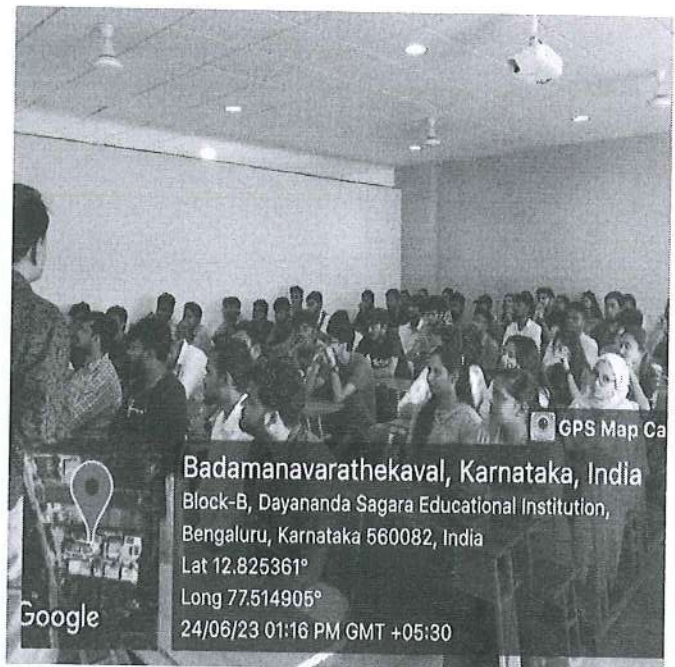 GPS Map Ca
Badamanavarathekaval, Karnataka, India
Block-B, Dayananda Sagara Educational Institution,
Bengaluru, Karnataka 560082, India
Lat 12.825361°
Long 77.514905°
24/06/23 01:16 PM GMT +05:30
Google